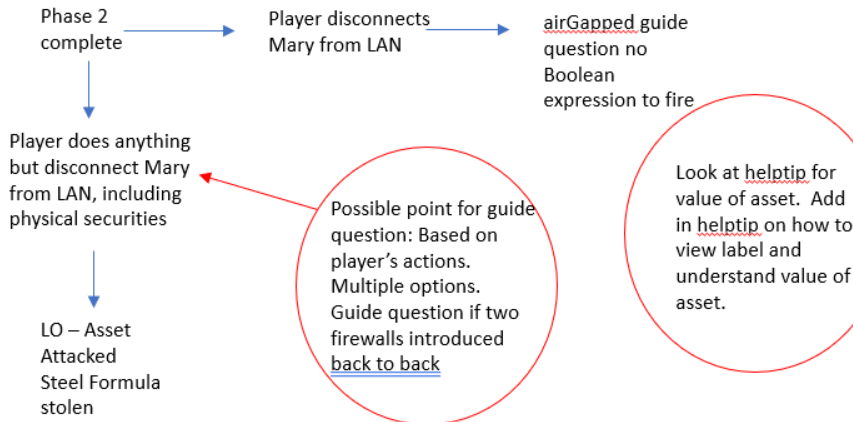 Phase 2
complete
Player disconnects
Mary from LAN
airGapped guide
question no
Boolean
expression to fire
Player does anything
but disconnect Mary
from LAN, including
physical securities
Possible point for guide
question: Based on
player's actions.
Multiple options.
Guide question if two
firewalls introduced
back to back
Look at helptip for
value of asset.  Add
in helptip on how to
view label and
understand value of
asset.
LO – Asset
Attacked
Steel Formula
stolen